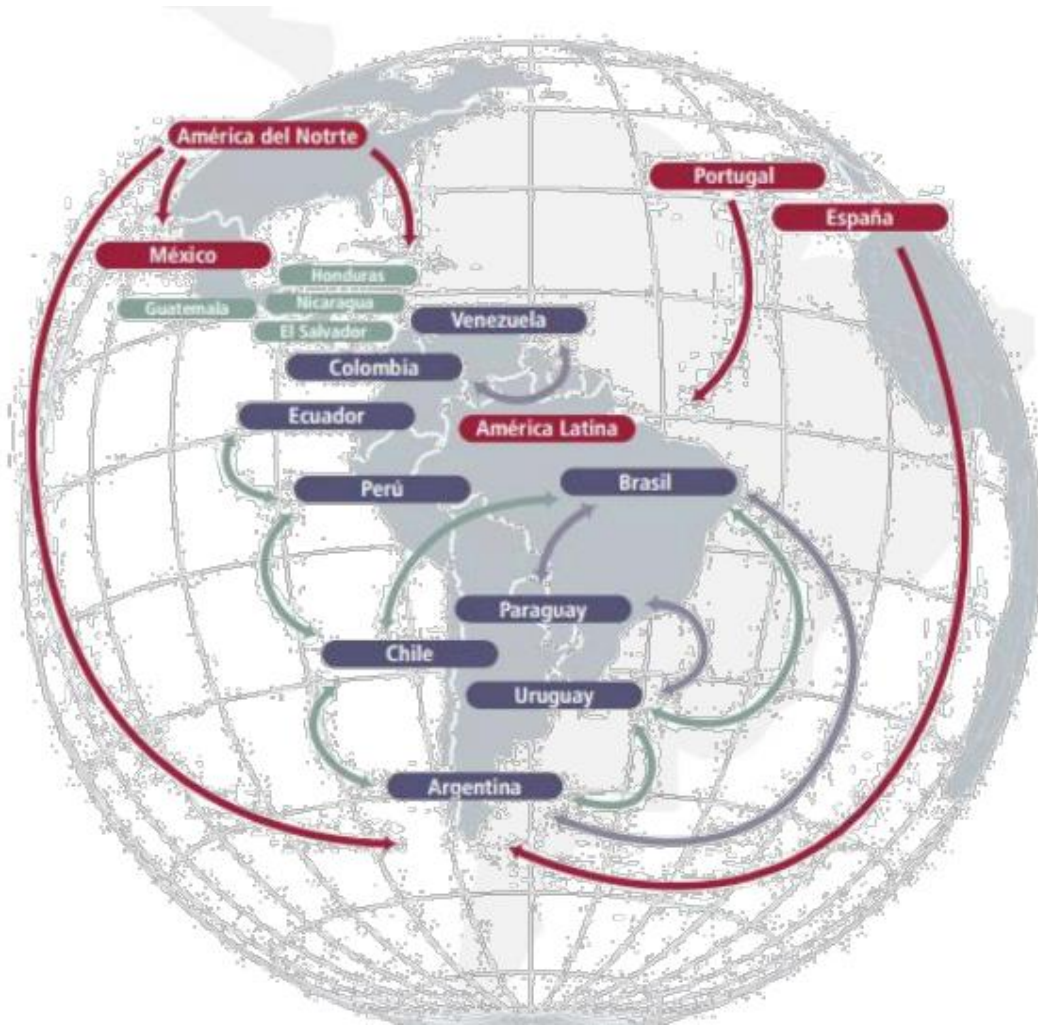 América del Notrte
Portugal
España
México
Honduras
Guatemala
Nicaragua
El Salvador
Venezuela
Colombia
Ecuador
América Latina
Perú
Brasil
Paraguay
Chile
Uruguay
Argentina